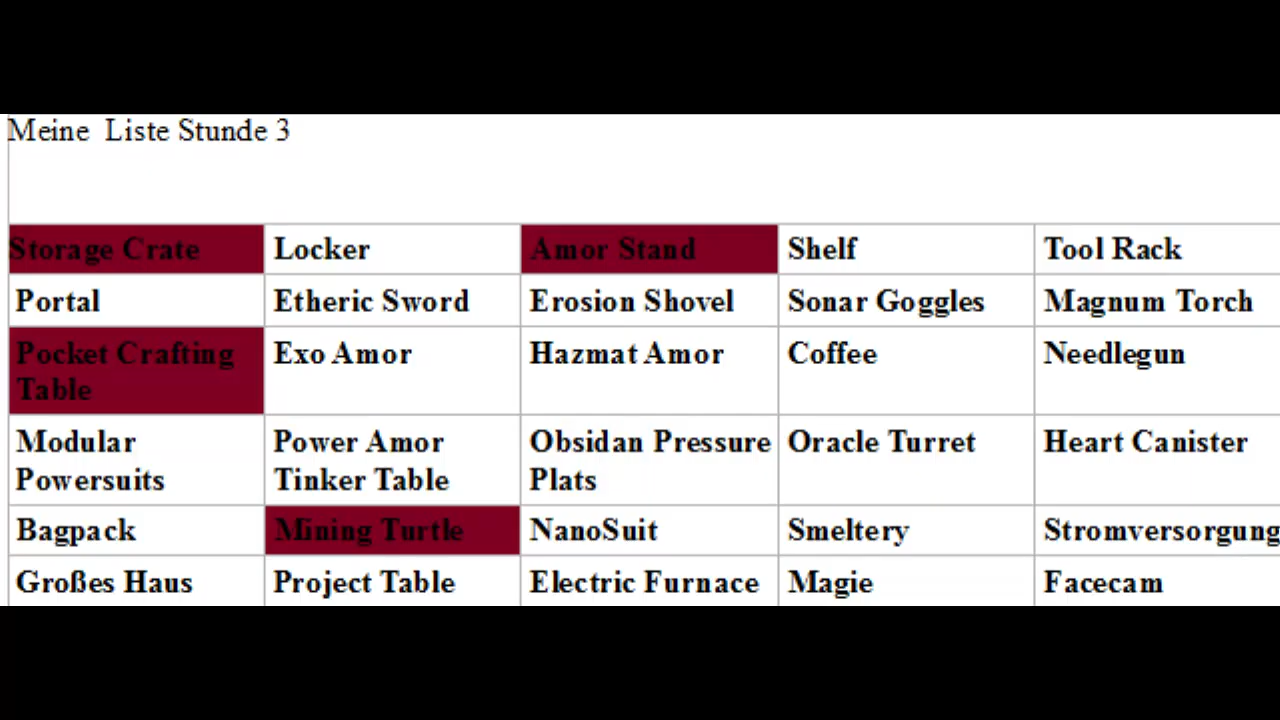 Meine  Liste Stunde 3
Storage Crate Locker Amor Stand Shelf Tool Rack
Portal Etheric Sword Erosion Shovel Sonar Goggles Magnum Torch
Pocket Crafting Exo Amor Hazmat Amor Coffee Needlegun
Table
Modular Power Amor Obsidan Pressure Oracle Turret Heart Canister
Powersuits Tinker Table Plats
Bagpack Mining Turtle NanoSuit Smeltery Stromversorgung
Großes Haus Project Table Electric Furnace Magie Facecam